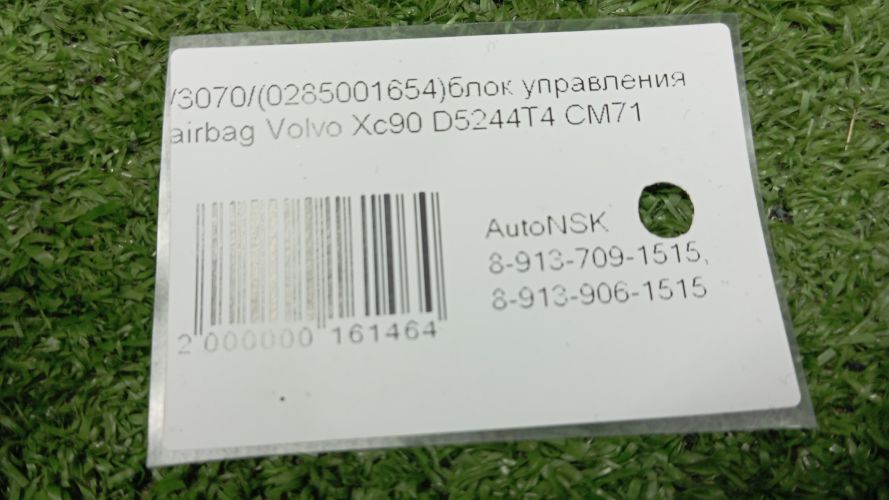 /3070/(0285001654)блок управления
airbag Volvo Xc90 D5244T4 CM71
AutoNSK
8-913-709-1515,
8-913-906-1515
2 000000 161464